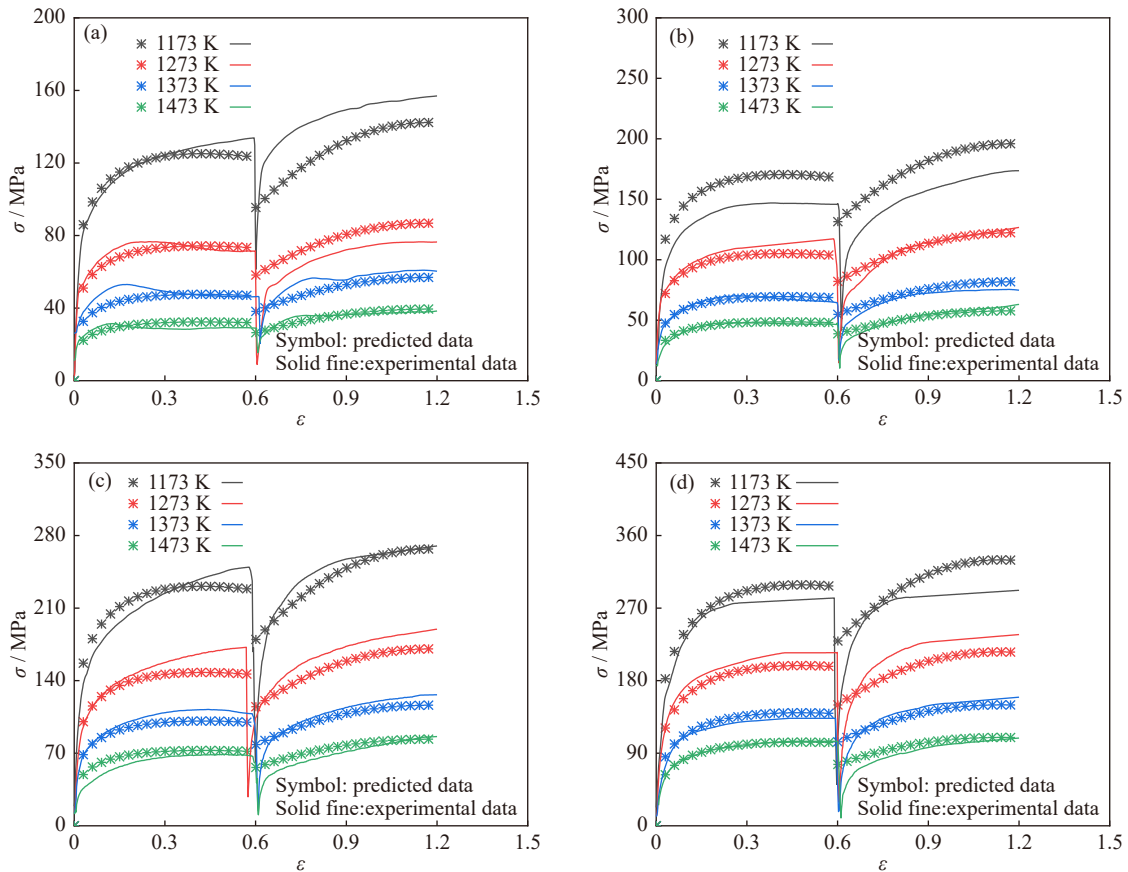 (a)
1173 K
1273 K
1373 K
1473 K
Symbol: predicted data
Solid fine:experimental data
σ / MPa
200
160
120
80
40
0
0 0.3 0.6 0.9 1.2 1.5
ε
(b)
1173 K
1273 K
1373 K
1473 K
Symbol: predicted data
Solid fine:experimental data
σ / MPa
300
250
200
150
100
50
0
0 0.3 0.6 0.9 1.2 1.5
ε
(c)
1173 K
1273 K
1373 K
1473 K
Symbol: predicted data
Solid fine:experimental data
σ / MPa
350
280
210
140
70
0
0 0.3 0.6 0.9 1.2 1.5
ε
(d)
1173 K
1273 K
1373 K
1473 K
Symbol: predicted data
Solid fine:experimental data
σ / MPa
450
360
270
180
90
0
0 0.3 0.6 0.9 1.2 1.5
ε